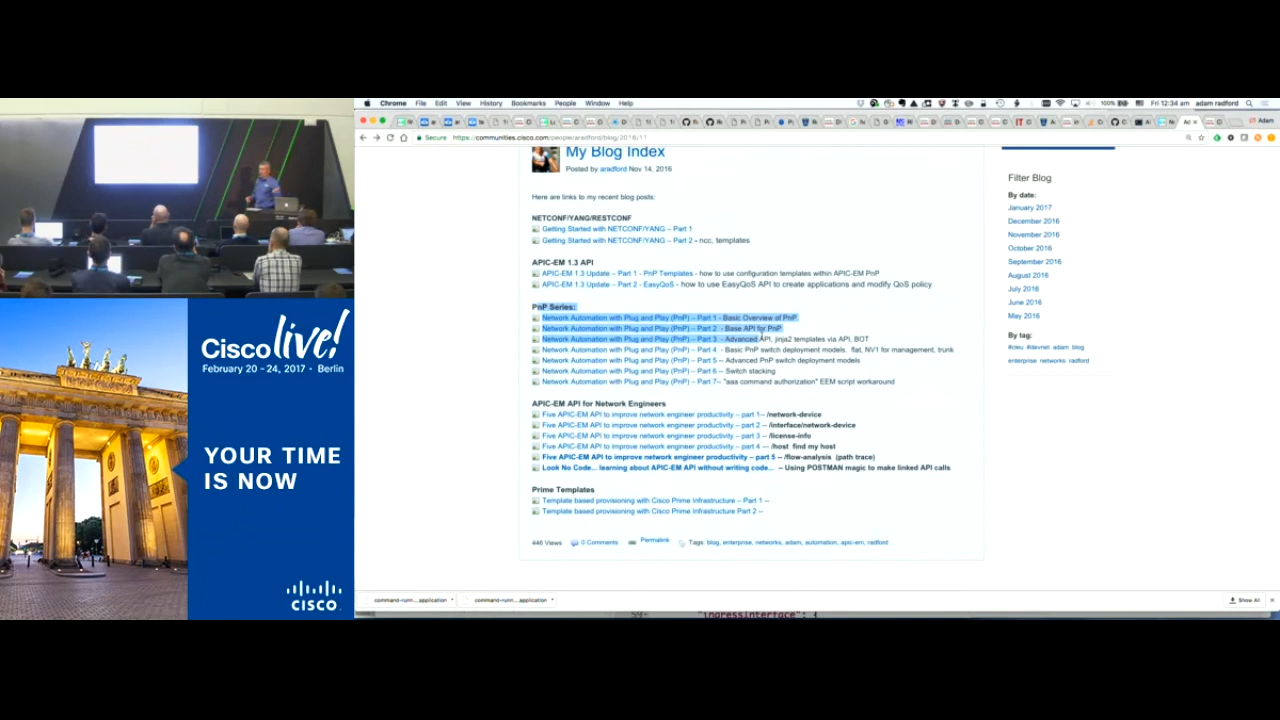 Chrome File Edit View History Bookmarks People Window Help
100% Fri 12:34 am adam radford
Adam
Secure https://communities.cisco.com/people/aradford/blog/2016/11
My Blog Index
Posted by aradford Nov 14, 2016
Here are links to my recent blog posts:
NETCONF/YANG/RESTCONF
Getting Started with NETCONF/YANG – Part 1
Getting Started with NETCONF/YANG – Part 2 - ncc, templates
APIC-EM 1.3 API
APIC-EM 1.3 Update – Part 1 - PnP Templates - how to use configuration templates within APIC-EM PnP
APIC-EM 1.3 Update – Part 2 - EasyQoS - how to use EasyQoS API to create applications and modify QoS policy
PnP Series:
Network Automation with Plug and Play (PnP) – Part 1 - Basic Overview of PnP
Network Automation with Plug and Play (PnP) – Part 2 - Base API for PnP
Network Automation with Plug and Play (PnP) – Part 3 - Advanced API, jinja2 templates via API, BOT
Network Automation with Plug and Play (PnP) – Part 4 - Basic PnP switch deployment models. flat, NV1 for management, trunk
Network Automation with Plug and Play (PnP) – Part 5 -- Advanced PnP switch deployment models
Network Automation with Plug and Play (PnP) – Part 6 -- Switch stacking
Network Automation with Plug and Play (PnP) – Part 7-- "aaa command authorization" EEM script workaround
APIC-EM API for Network Engineers
Five APIC-EM API to improve network engineer productivity – part 1-- /network-device
Five APIC-EM API to improve network engineer productivity – part 2 -- /interface/network-device
Five APIC-EM API to improve network engineer productivity – part 3 -- /license-info
Five APIC-EM API to improve network engineer productivity – part 4 --- /host find my host
Five APIC-EM API to improve network engineer productivity – part 5 -- /flow-analysis (path trace)
Look No Code... learning about APIC-EM API without writing code... -- Using POSTMAN magic to make linked API calls
Prime Templates
Template based provisioning with Cisco Prime Infrastructure – Part 1 --
Template based provisioning with Cisco Prime Infrastructure Part 2 --
446 Views 0 Comments Permalink Tags: blog, enterprise, networks, adam, automation, apic-em, radford
Filter Blog
By date:
January 2017
December 2016
November 2016
October 2016
September 2016
August 2016
July 2016
June 2016
May 2016
By tag:
#cleu #devnet adam blog
enterprise networks radford
command-runn....application command-runn....application Show All
"ingressInterface": {
Cisco live!
February 20 - 24, 2017 • Berlin
YOUR TIME
IS NOW
CISCO